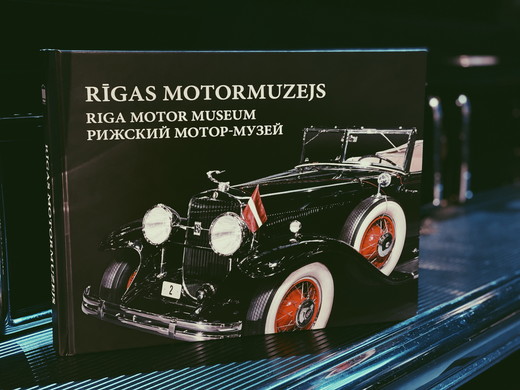 RĪGAS MOTORMUZEJS
RIGA MOTOR MUSEUM
РИЖСКИЙ МОТОР-МУЗЕЙ
2
RĪGAS MOTORMUZEJS